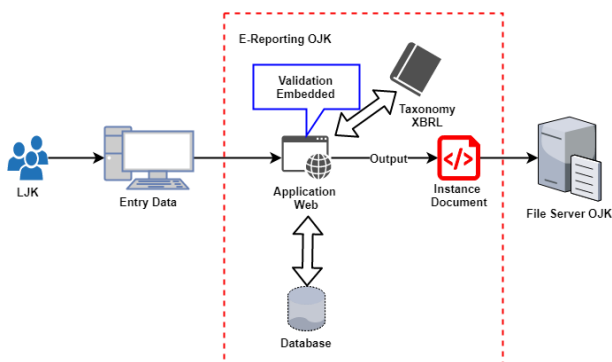 E-Reporting OJK
Validation
Embedded
Taxonomy
XBRL
LJK
Entry Data
Application
Web
Output
Instance
Document
File Server OJK
Database